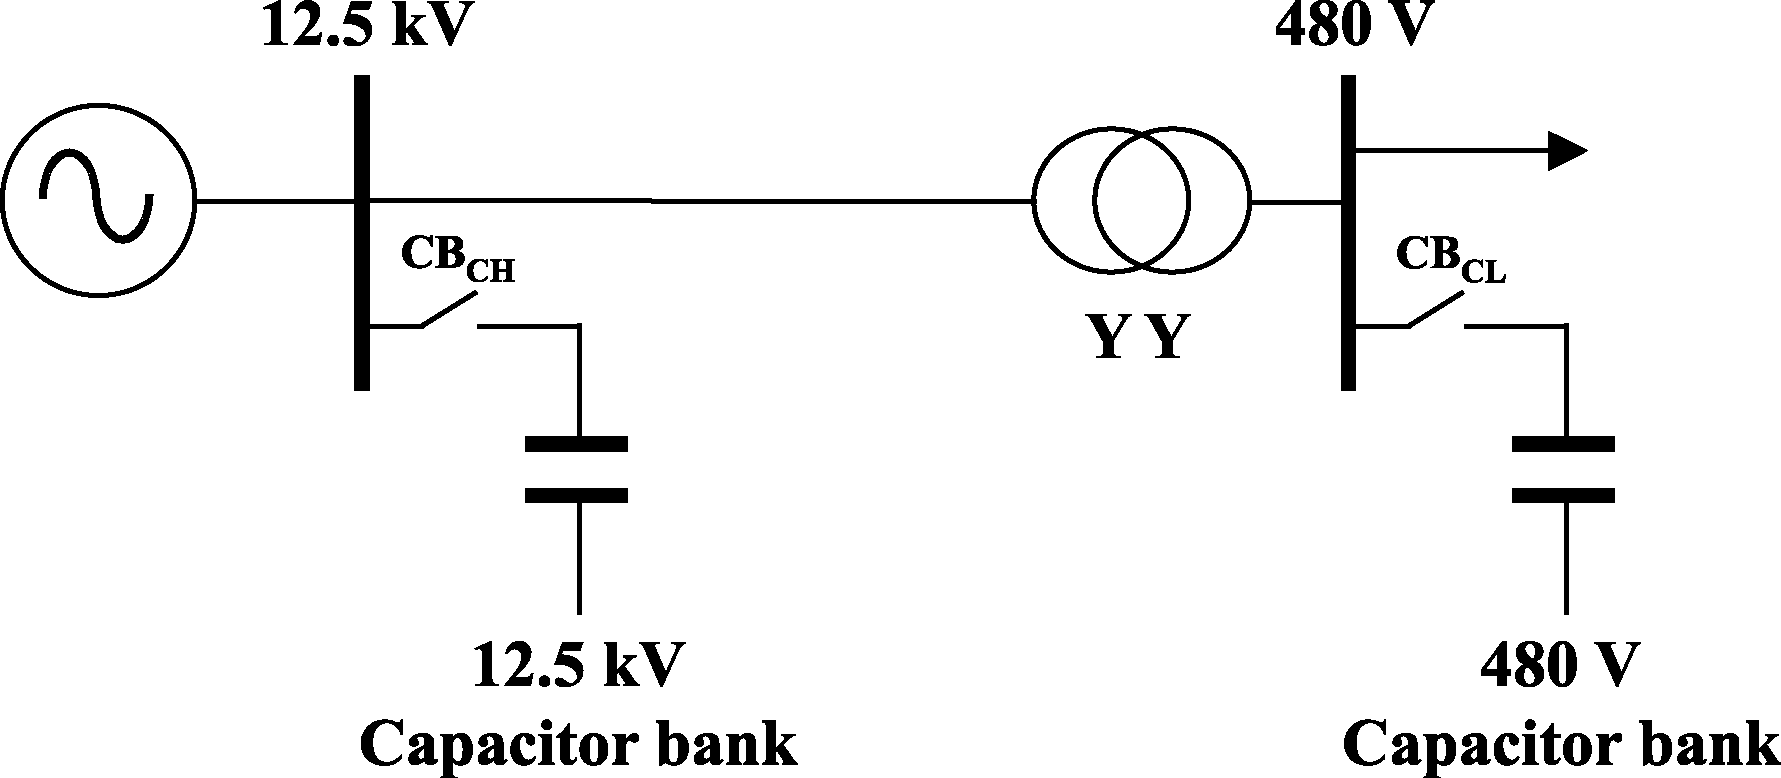 12.5 kV
480 V
CB_CH
CB_CL
Y Y
12.5 kV
Capacitor bank
480 V
Capacitor bank